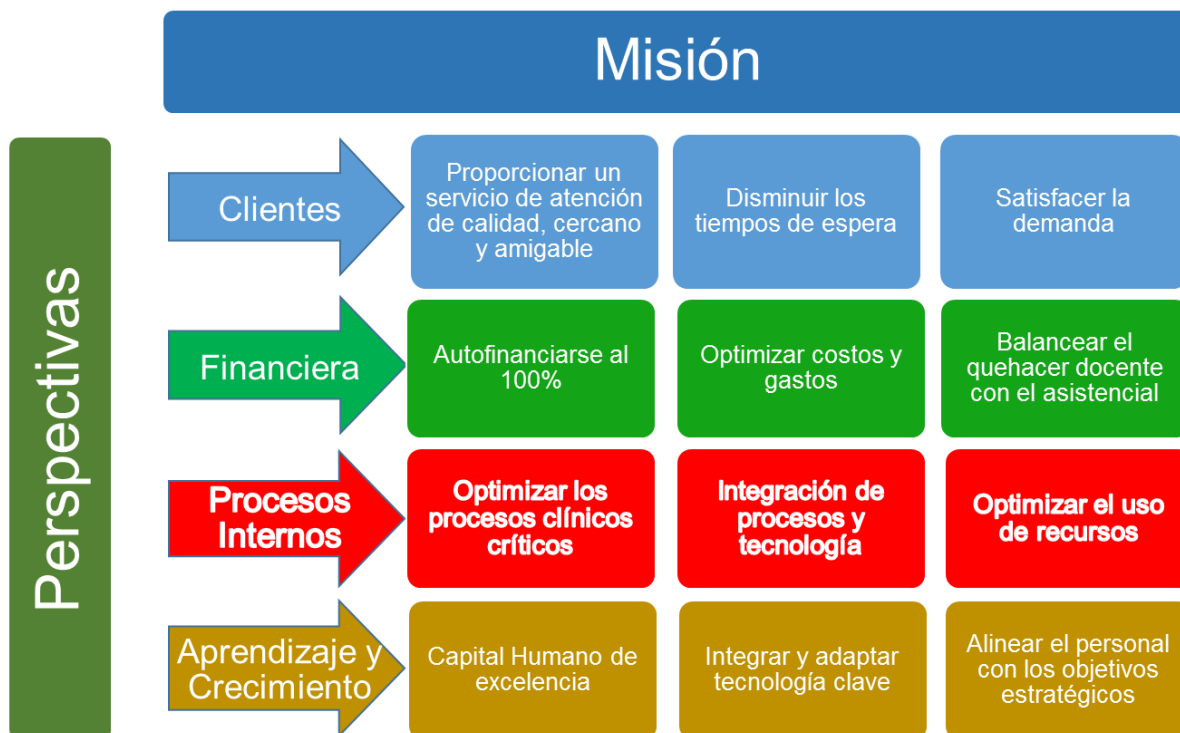 Misión
Perspectivas
Clientes
Proporcionar un
servicio de atención
de calidad, cercano
y amigable
Disminuir los
tiempos de espera
Satisfacer la
demanda
Financiera
Autofinanciarse al
100%
Optimizar costos y
gastos
Balancear el
quehacer docente
con el asistencial
Procesos
Internos
Optimizar los
procesos clínicos
críticos
Integración de
procesos y
tecnología
Optimizar el uso
de recursos
Aprendizaje y
Crecimiento
Capital Humano de
excelencia
Integrar y adaptar
tecnología clave
Alinear el personal
con los objetivos
estratégicos